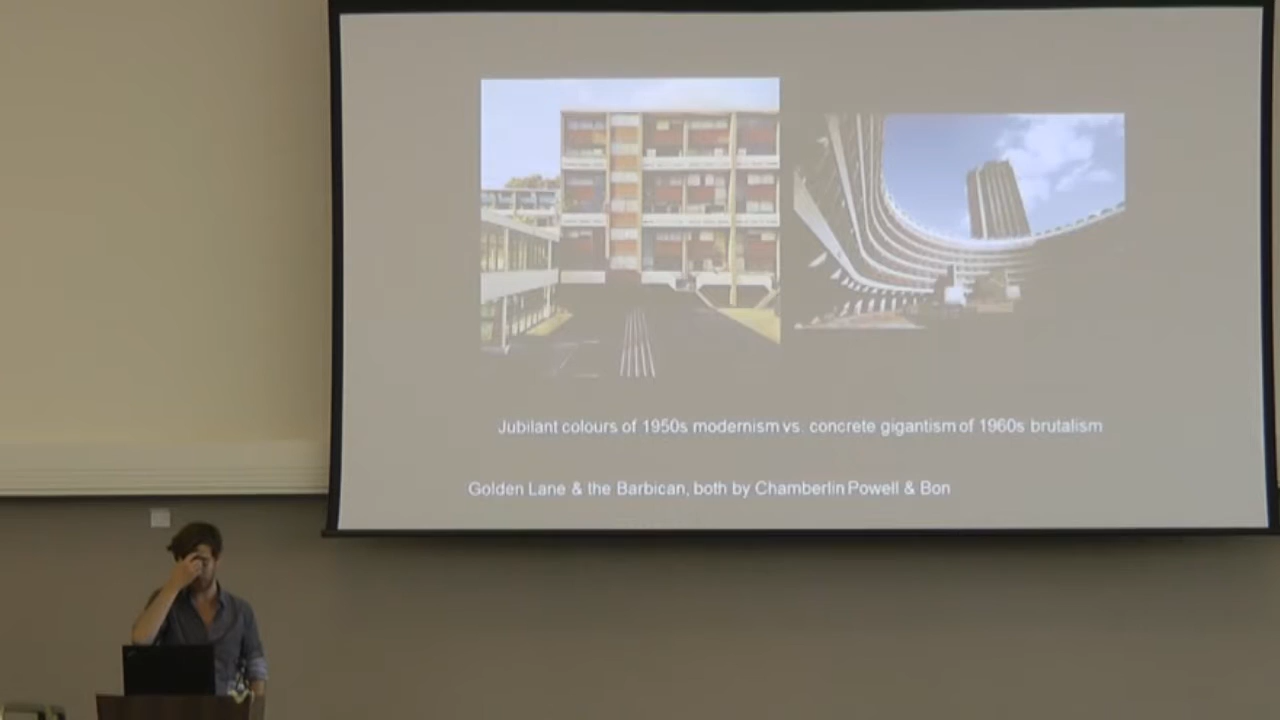 Jubilant colours of 1950s modernism vs. concrete gigantism of 1960s brutalism
Golden Lane & the Barbican, both by Chamberlin Powell & Bon